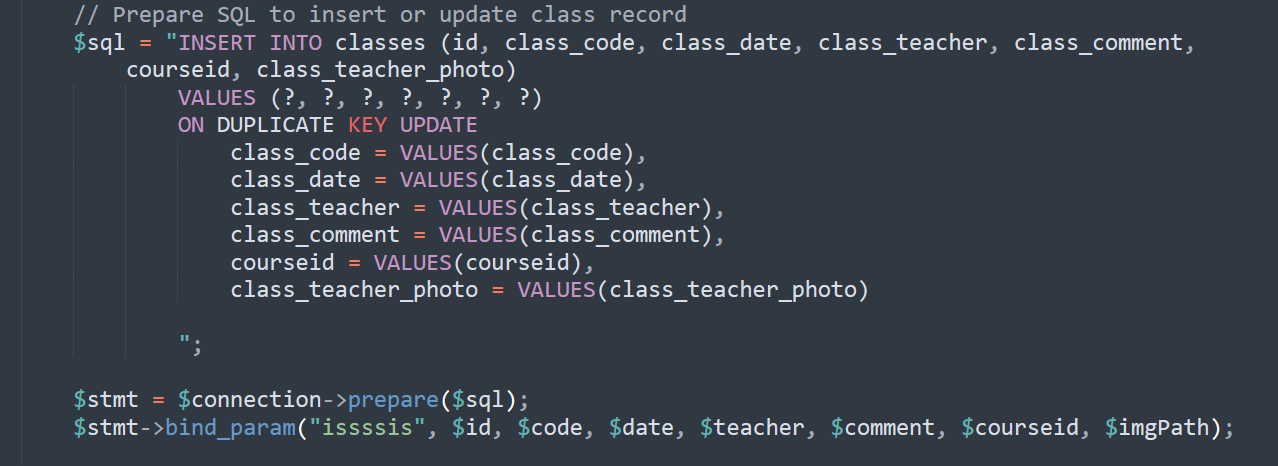 // Prepare SQL to insert or update class record
$sql = "INSERT INTO classes (id, class_code, class_date, class_teacher, class_comment,
courseid, class_teacher_photo)
VALUES (?, ?, ?, ?, ?, ?, ?)
ON DUPLICATE KEY UPDATE
class_code = VALUES(class_code),
class_date = VALUES(class_date),
class_teacher = VALUES(class_teacher),
class_comment = VALUES(class_comment),
courseid = VALUES(courseid),
class_teacher_photo = VALUES(class_teacher_photo)
";
$stmt = $connection->prepare($sql);
$stmt->bind_param("issssis", $id, $code, $date, $teacher, $comment, $courseid, $imgPath);